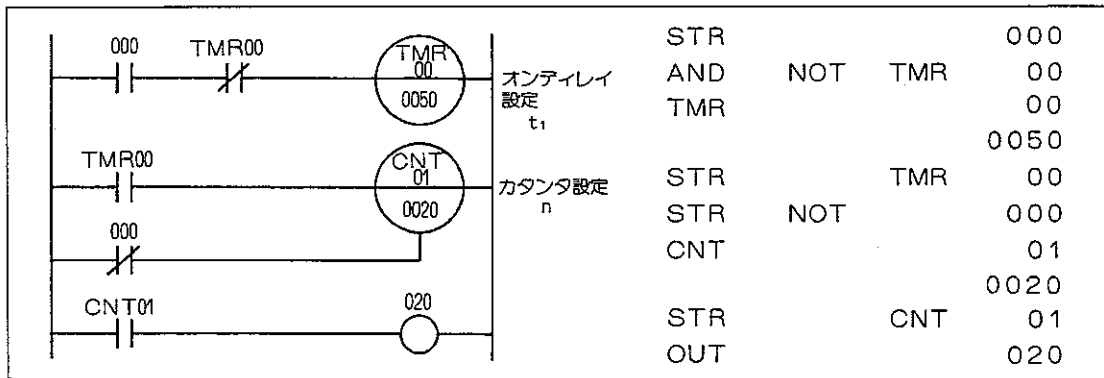 000 TMR00 TMR
00
0050
オンディレイ
設定
t₁
TMR00 CNT
01
0020
カタンタ設定
n
000
CNT01 020
STR 000
AND NOT TMR 00
TMR 00
0050
STR TMR 00
STR NOT 000
CNT 01
0020
STR CNT 01
OUT 020